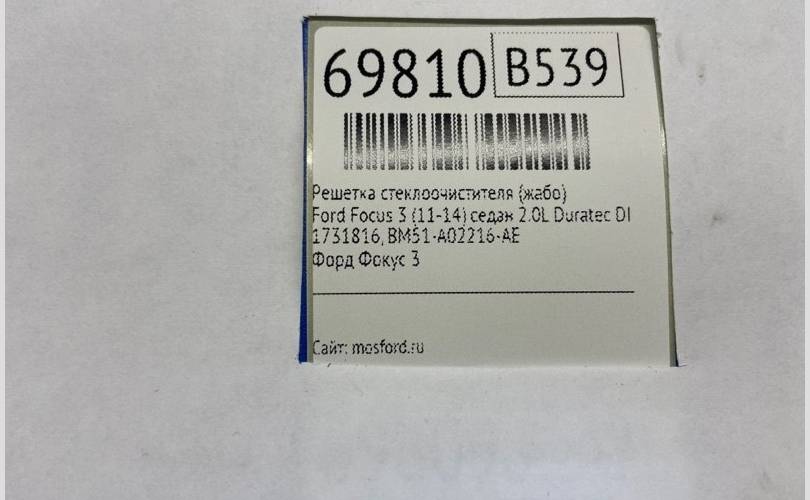 69810 B539
Решетка стеклоочистителя (жабо)
Ford Focus 3 (11-14) седан 2.0L Duratec DI
1731816, BM51-A02216-AE
Форд Фокус 3
Сайт: mosford.ru